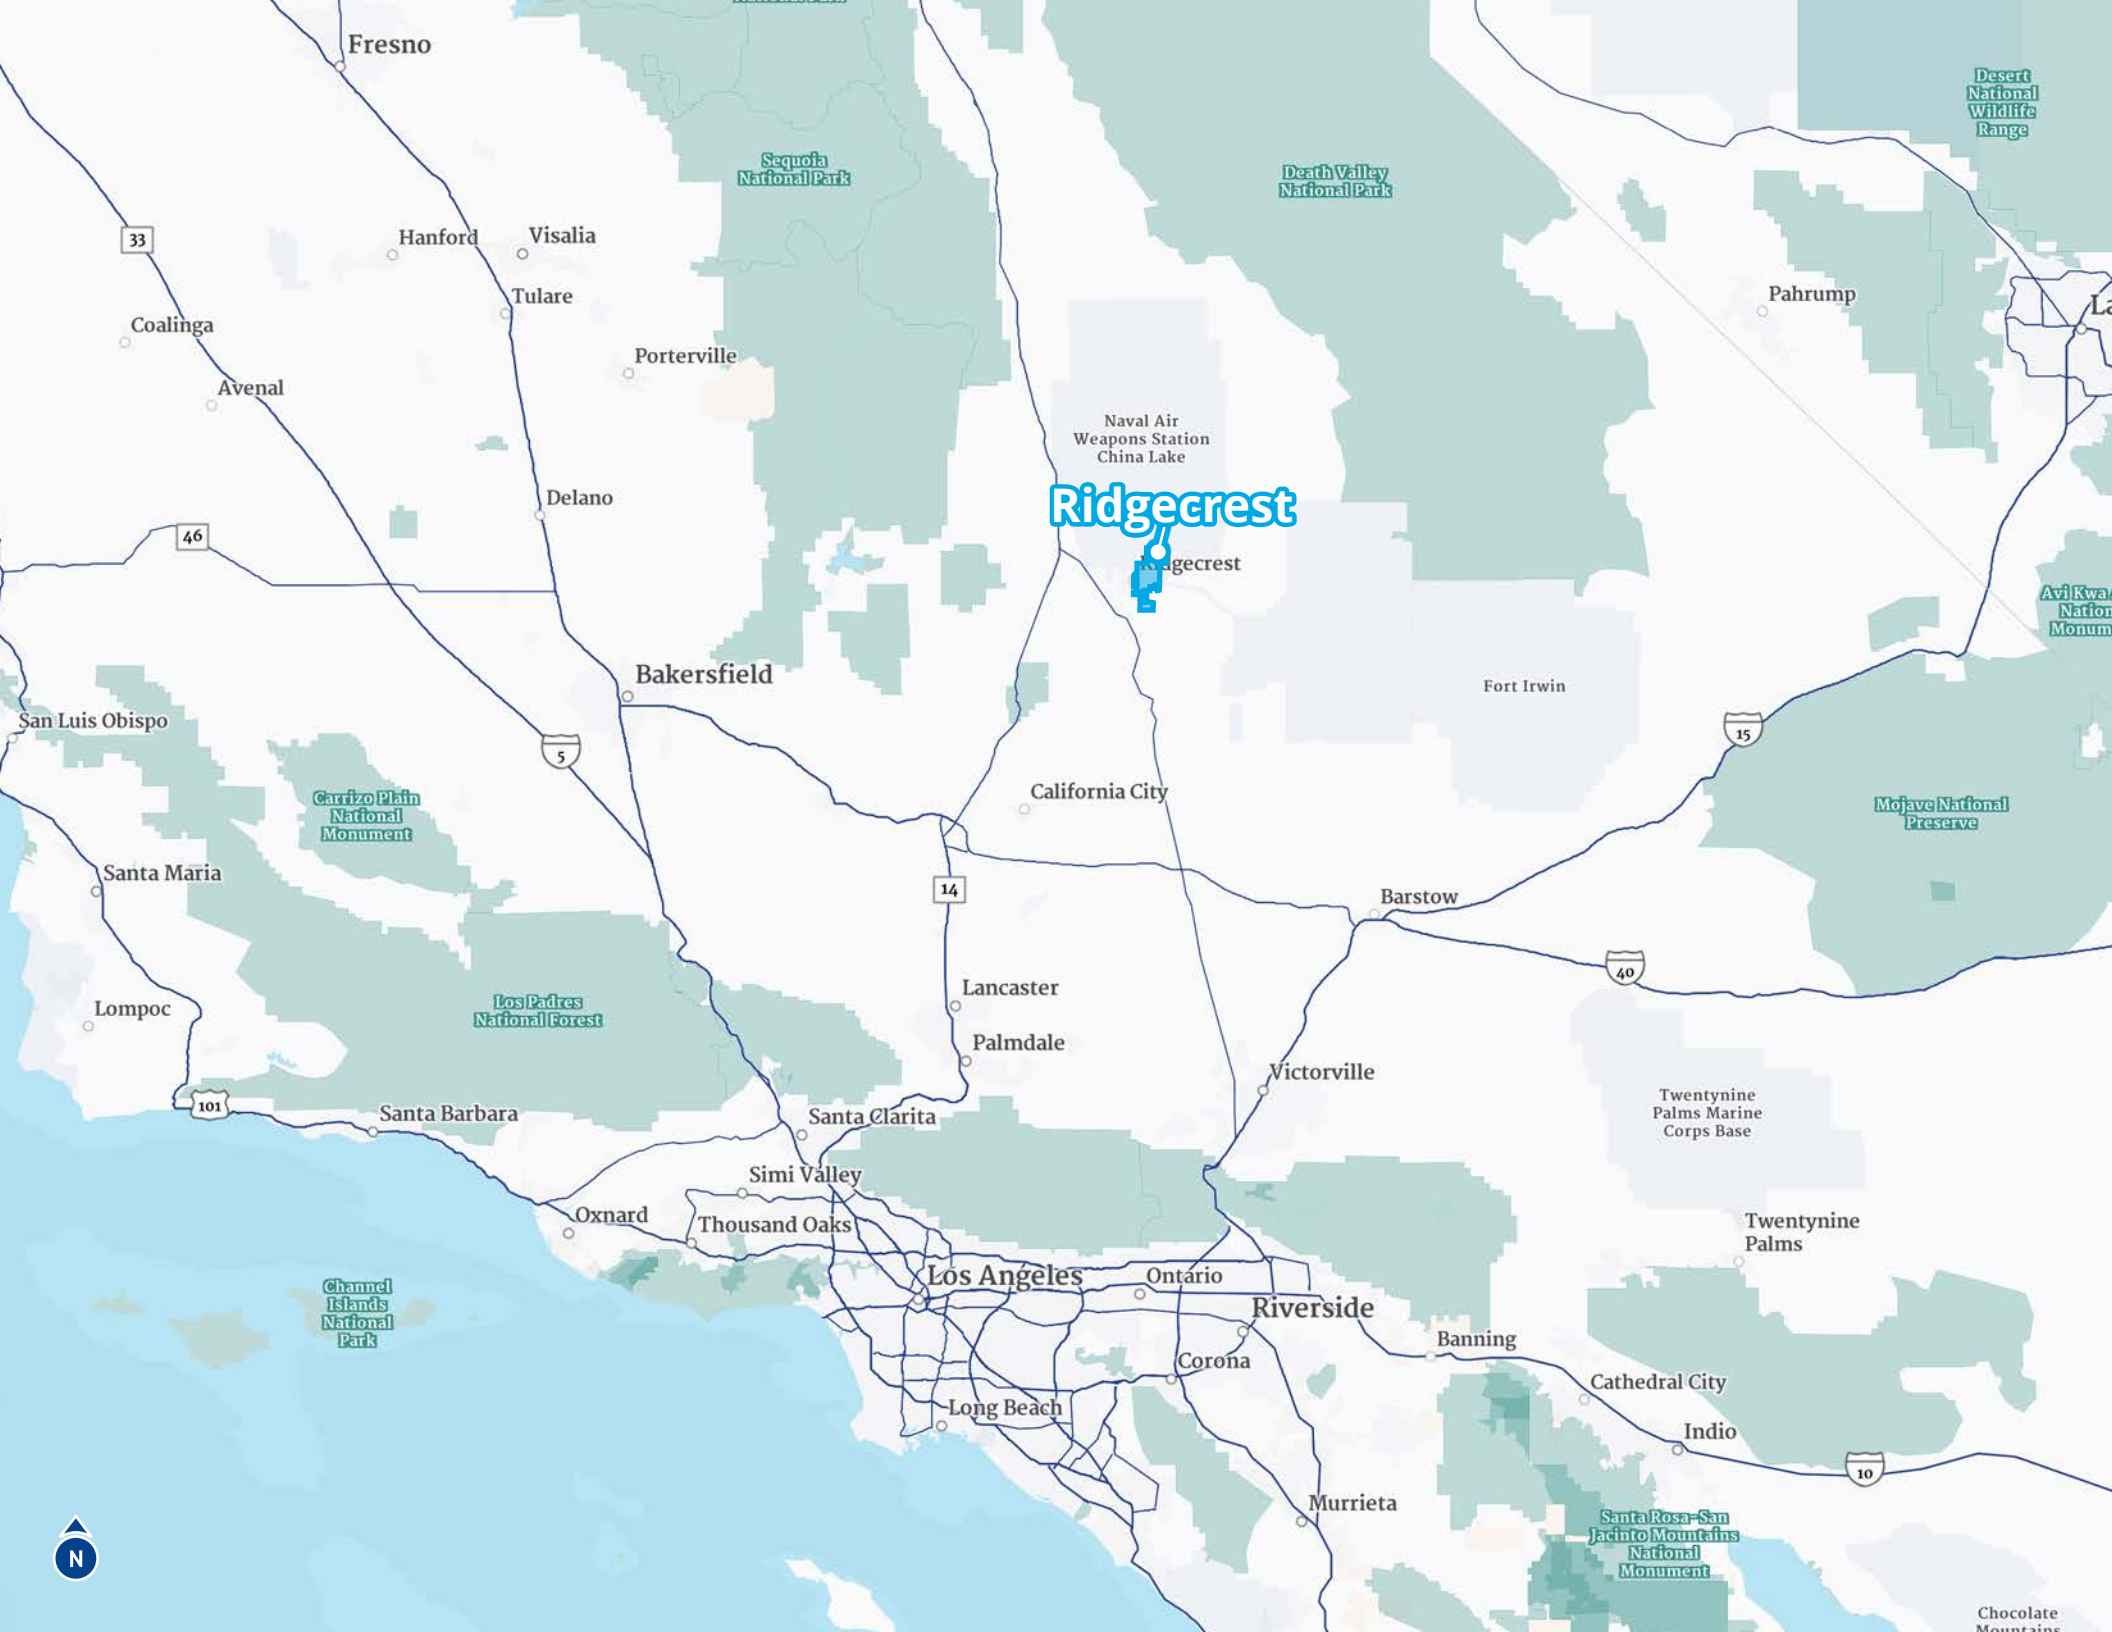 Fresno
Desert
National
Wildlife
Range
Sequoia
National Park
Death Valley
National Park
33
Hanford
Visalia
Tulare
Pahrump
Coalinga
Porterville
Avenal
Naval Air
Weapons Station
China Lake
Delano
Ridgecrest
46
Avi Kwa
Bakersfield
Fort Irwin
San Luis Obispo
5
15
Carrizo Plain
National
Monument
California City
Mojave National
Preserve
Santa Maria
14
Barstow
40
Lancaster
Los Padres
National Forest
Lompoc
Palmdale
Victorville
101
Santa Barbara
Santa Clarita
Twentynine
Palms Marine
Corps Base
Simi Valley
Oxnard
Thousand Oaks
Twentynine
Palms
Channel
Islands
National
Park
Los Angeles
Ontario
Riverside
Banning
Corona
Cathedral City
Long Beach
Indio
10
Murrieta
Santa Rosa-San
Jacinto Mountains
National
Monument
N
Chocolate